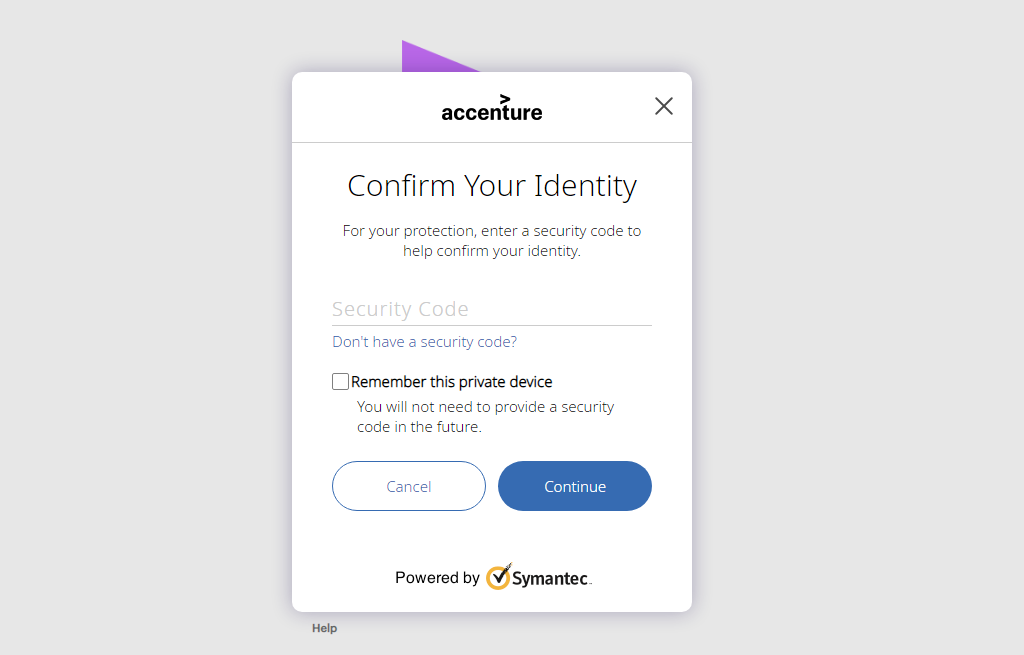 accenture
Confirm Your Identity
For your protection, enter a security code to
help confirm your identity.
Security Code
Don't have a security code?
Remember this private device
You will not need to provide a security
code in the future.
Cancel
Continue
Powered by Symantec
Help